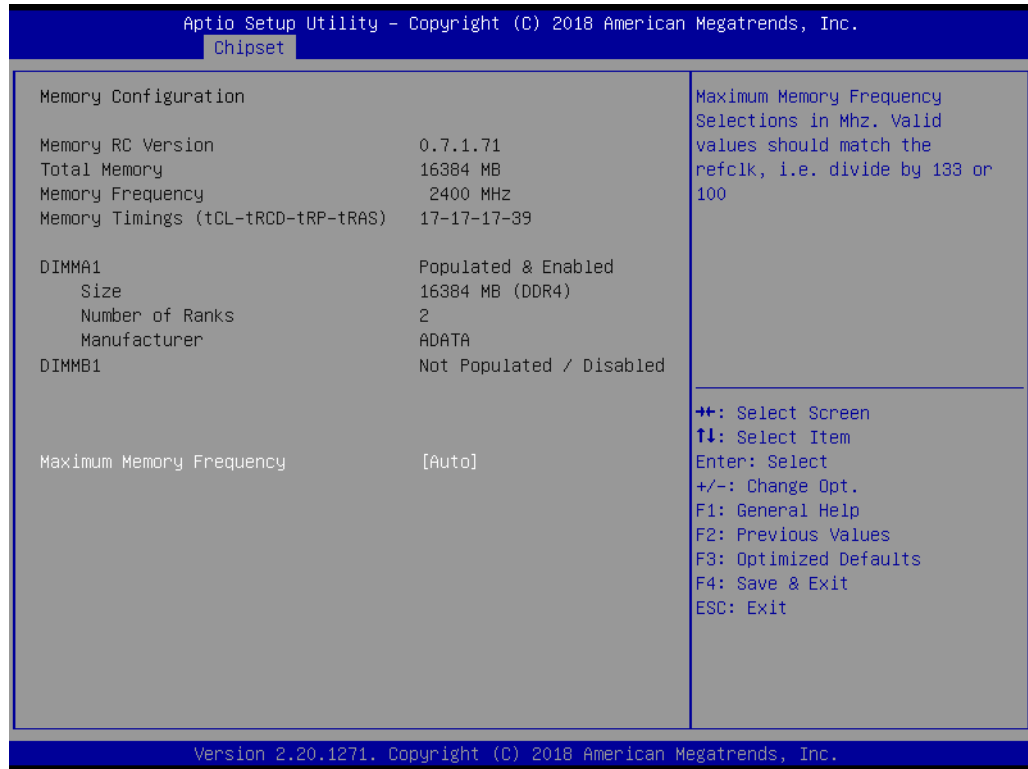 Aptio Setup Utility – Copyright (C) 2018 American Megatrends, Inc.
Chipset
Memory Configuration
Memory RC Version 0.7.1.71
Total Memory 16384 MB
Memory Frequency 2400 MHz
Memory Timings (tCL-tRCD-tRP-tRAS) 17-17-17-39
DIMMA1 Populated & Enabled
Size 16384 MB (DDR4)
Number of Ranks 2
Manufacturer ADATA
DIMMB1 Not Populated / Disabled
Maximum Memory Frequency [Auto]
Maximum Memory Frequency
Selections in Mhz. Valid
values should match the
refclk, i.e. divide by 133 or
100
→←: Select Screen
↑↓: Select Item
Enter: Select
+/-: Change Opt.
F1: General Help
F2: Previous Values
F3: Optimized Defaults
F4: Save & Exit
ESC: Exit
Version 2.20.1271. Copyright (C) 2018 American Megatrends, Inc.